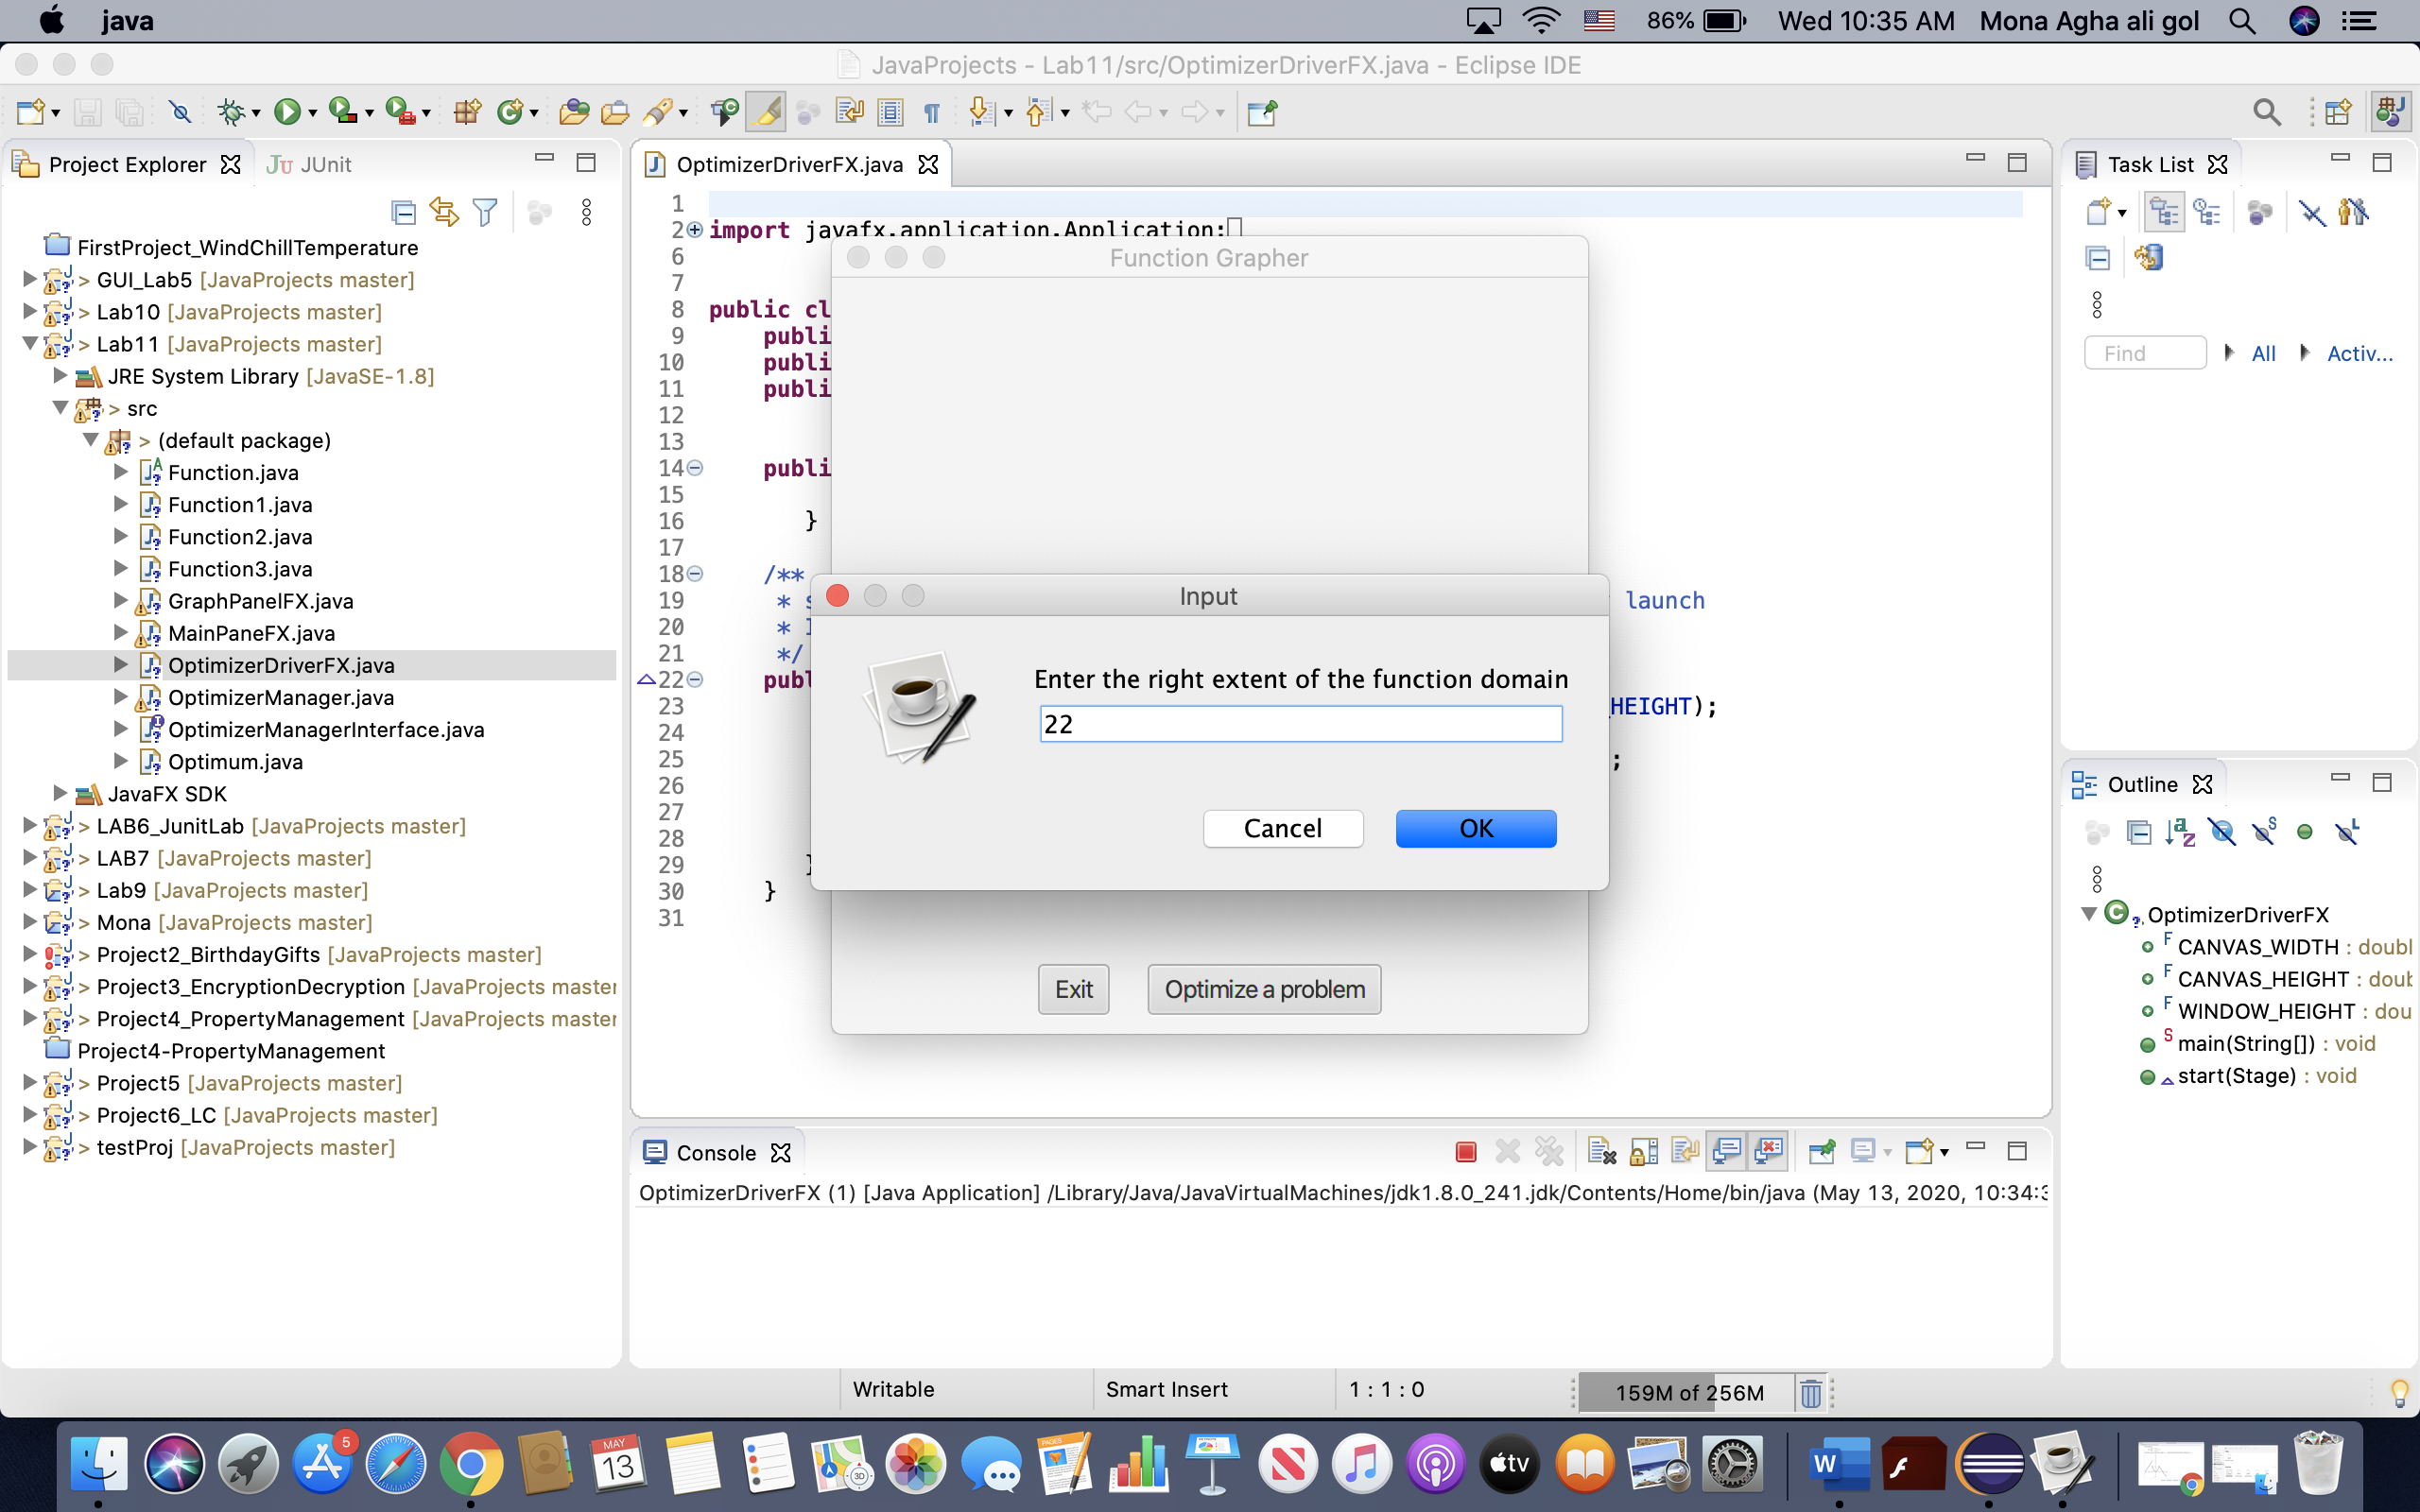 java
86%
Wed 10:35 AM
Mona Agha ali gol
JavaProjects - Lab11/src/OptimizerDriverFX.java - Eclipse IDE
Project Explorer
JUnit
FirstProject_WindChillTemperature
> GUI_Lab5 [JavaProjects master]
> Lab10 [JavaProjects master]
> Lab11 [JavaProjects master]
JRE System Library [JavaSE-1.8]
> src
> (default package)
Function.java
Function1.java
Function2.java
Function3.java
GraphPanelFX.java
MainPaneFX.java
OptimizerDriverFX.java
OptimizerManager.java
OptimizerManagerInterface.java
Optimum.java
JavaFX SDK
> LAB6_JunitLab [JavaProjects master]
> LAB7 [JavaProjects master]
> Lab9 [JavaProjects master]
> Mona [JavaProjects master]
> Project2_BirthdayGifts [JavaProjects master]
> Project3_EncryptionDecryption [JavaProjects master
> Project4_PropertyManagement [JavaProjects master
Project4-PropertyManagement
> Project5 [JavaProjects master]
> Project6_LC [JavaProjects master]
> testProj [JavaProjects master]
OptimizerDriverFX.java
1
2 import javafx.application.Application;
6
7
8 public cl
9 publi
10 publi
11 publi
12
13
14 publi
15
16 }
17
18 /**
19 * s launch
20 *
21 */
22 publ
23 HEIGHT);
24
25 ;
26
27
28
29 }
30 }
31
Function Grapher
Input
Enter the right extent of the function domain
22
Cancel
OK
Exit
Optimize a problem
Console
OptimizerDriverFX (1) [Java Application] /Library/Java/JavaVirtualMachines/jdk1.8.0_241.jdk/Contents/Home/bin/java (May 13, 2020, 10:34:3
Task List
Find
All
Activ...
Outline
OptimizerDriverFX
CANVAS_WIDTH : doubl
CANVAS_HEIGHT : doub
WINDOW_HEIGHT : dou
main(String[]) : void
start(Stage) : void
Writable
Smart Insert
1 : 1 : 0
159M of 256M
5
MAY
13
PAGES
3D
tv
W